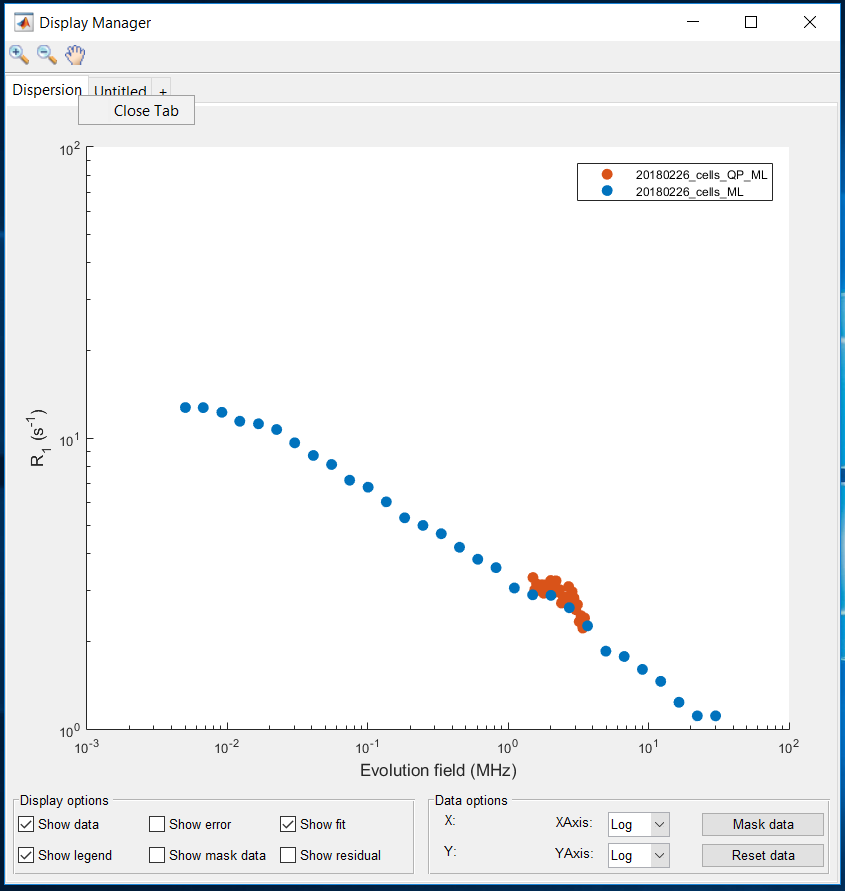 Display Manager
Dispersion Untitled +
Close Tab
10^2
20180226_cells_QP_ML
20180226_cells_ML
10^1
R_1 (s^-1)
10^0
10^-3 10^-2 10^-1 10^0 10^1 10^2
Evolution field (MHz)
Display options
Show data Show error Show fit
Show legend Show mask data Show residual
Data options
X: XAxis: Log Mask data
Y: YAxis: Log Reset data